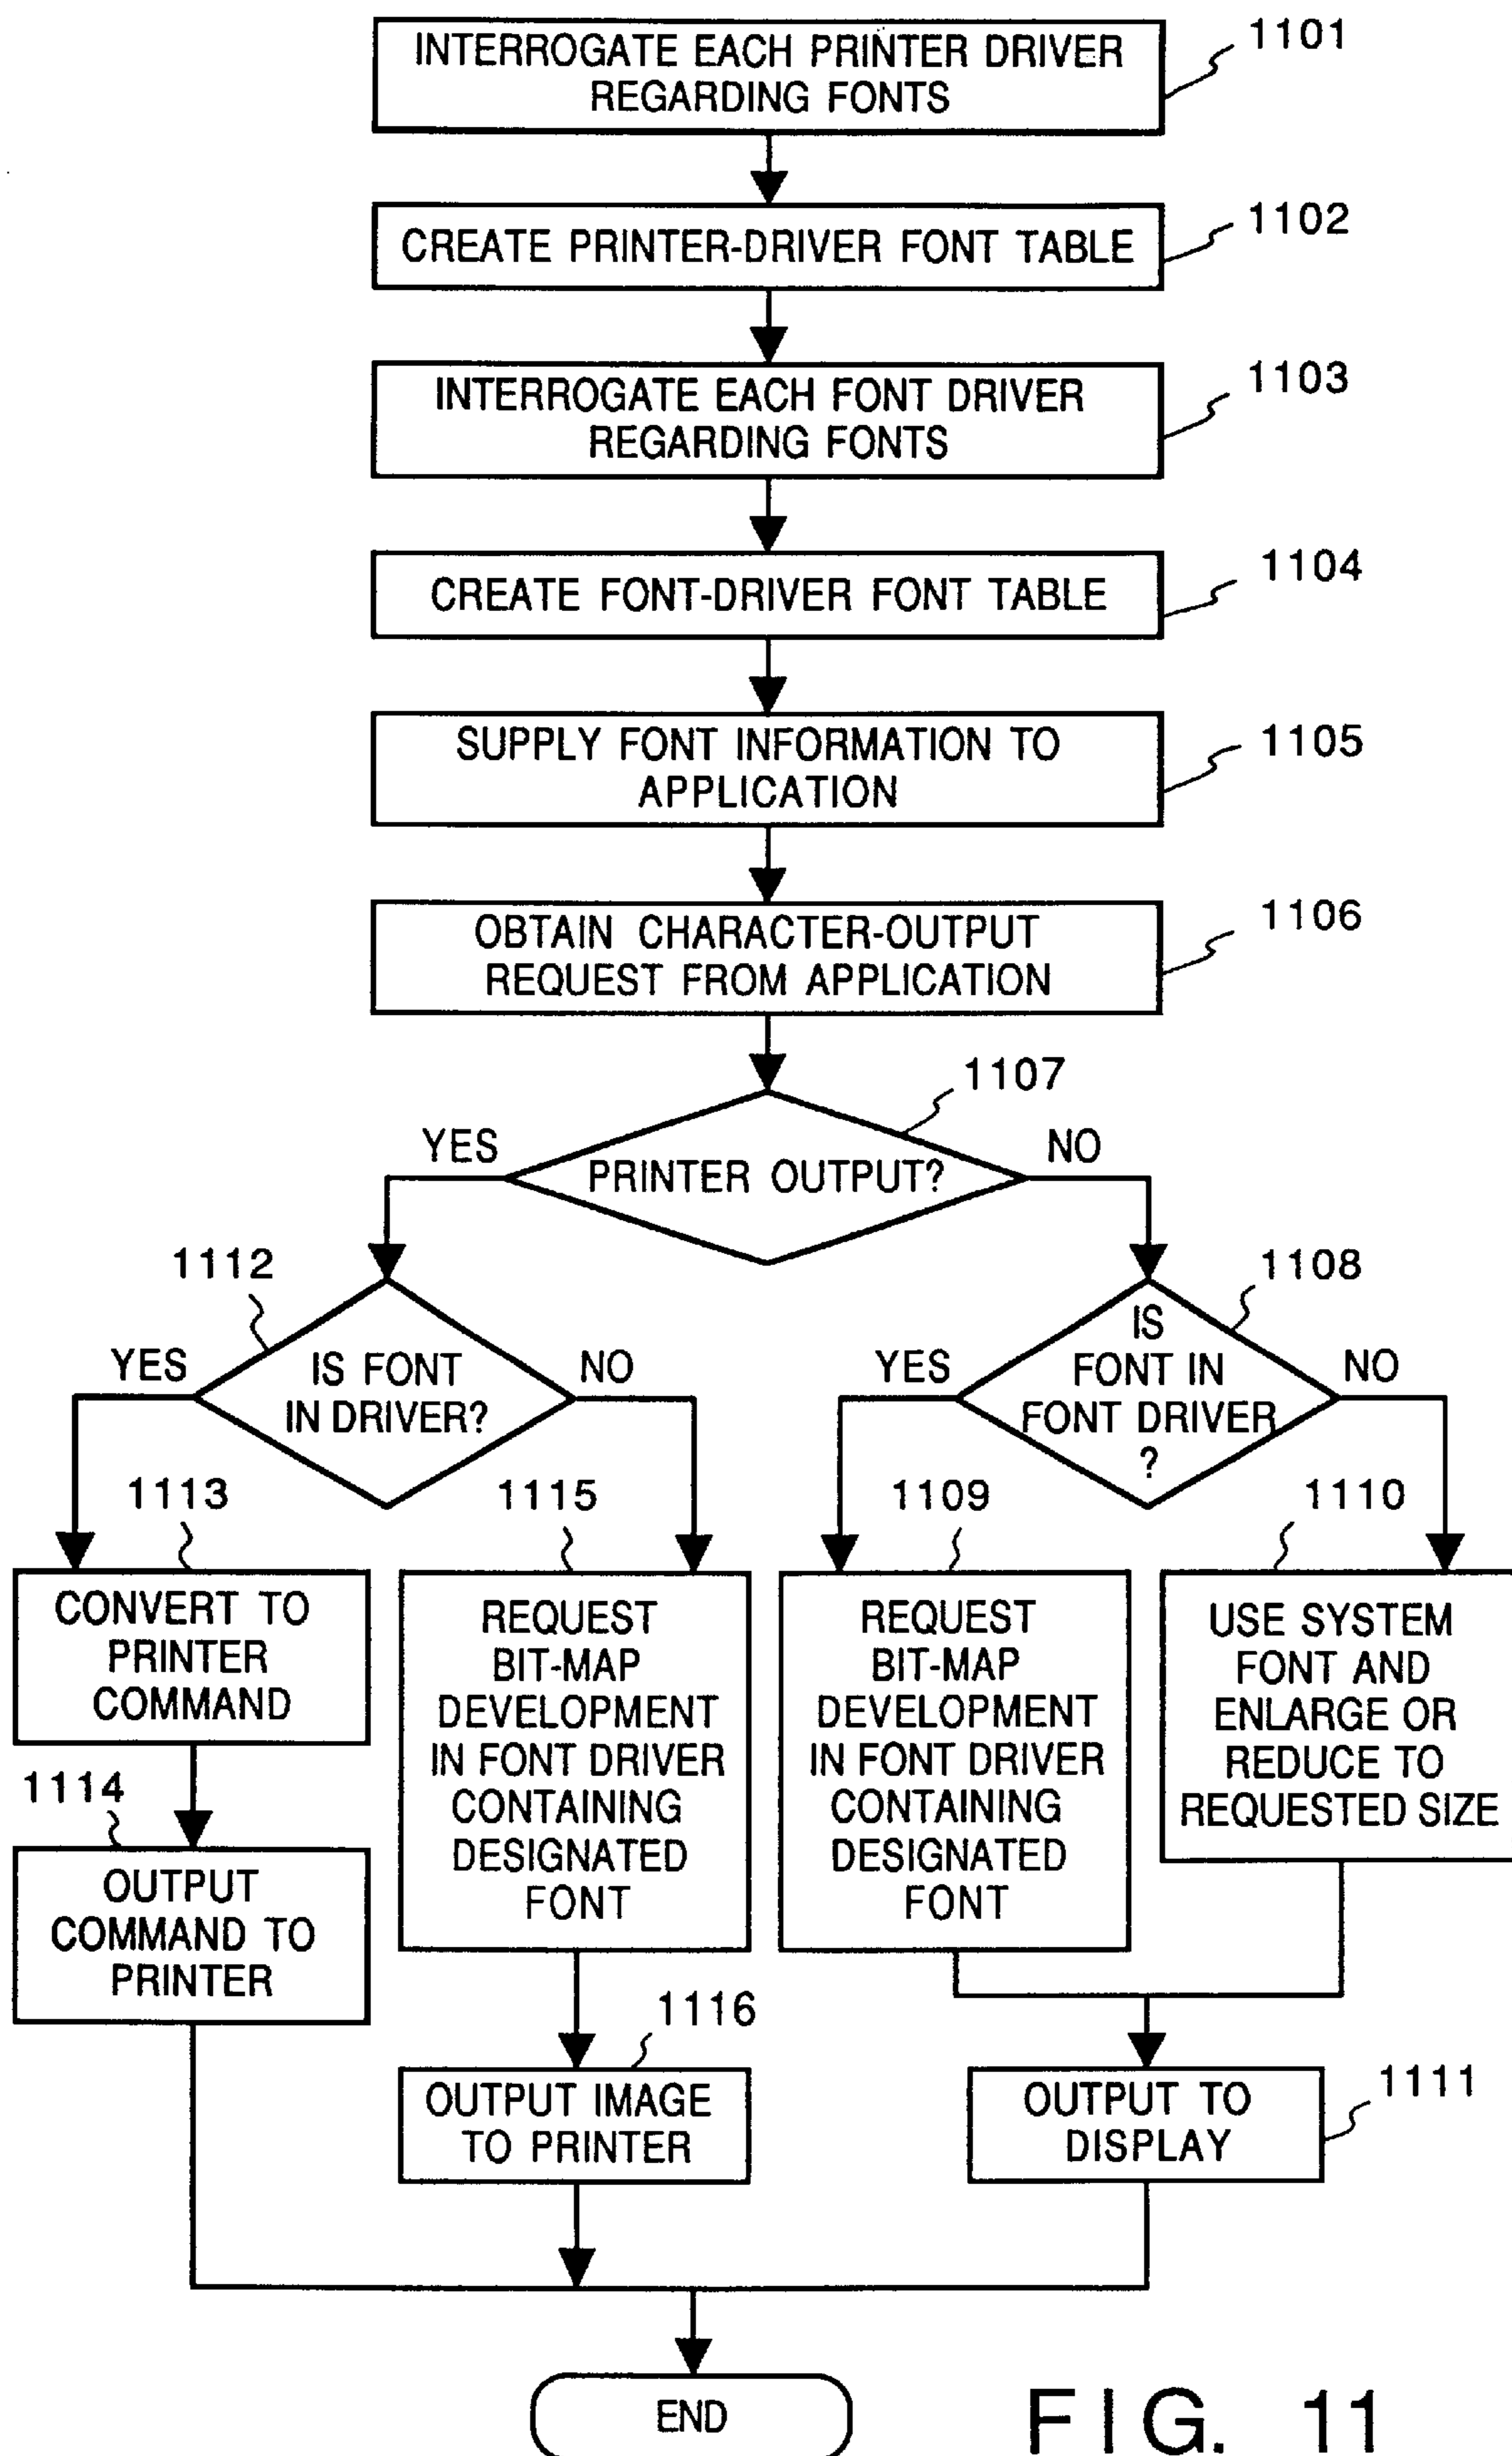 INTERROGATE EACH PRINTER DRIVER
REGARDING FONTS
1101
CREATE PRINTER-DRIVER FONT TABLE
1102
INTERROGATE EACH FONT DRIVER
REGARDING FONTS
1103
CREATE FONT-DRIVER FONT TABLE
1104
SUPPLY FONT INFORMATION TO
APPLICATION
1105
OBTAIN CHARACTER-OUTPUT
REQUEST FROM APPLICATION
1106
1107
YES
PRINTER OUTPUT?
NO
1112
YES
IS FONT
IN DRIVER?
NO
1108
YES
IS
FONT IN
FONT DRIVER
?
NO
1113
CONVERT TO
PRINTER
COMMAND
1114
OUTPUT
COMMAND TO
PRINTER
1115
REQUEST
BIT-MAP
DEVELOPMENT
IN FONT DRIVER
CONTAINING
DESIGNATED
FONT
1116
OUTPUT IMAGE
TO PRINTER
1109
REQUEST
BIT-MAP
DEVELOPMENT
IN FONT DRIVER
CONTAINING
DESIGNATED
FONT
1110
USE SYSTEM
FONT AND
ENLARGE OR
REDUCE TO
REQUESTED SIZE
OUTPUT TO
DISPLAY
1111
END
FIG. 11